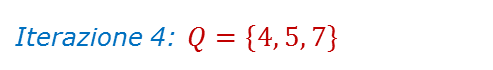 Iterazione 4: Q = {4, 5, 7}